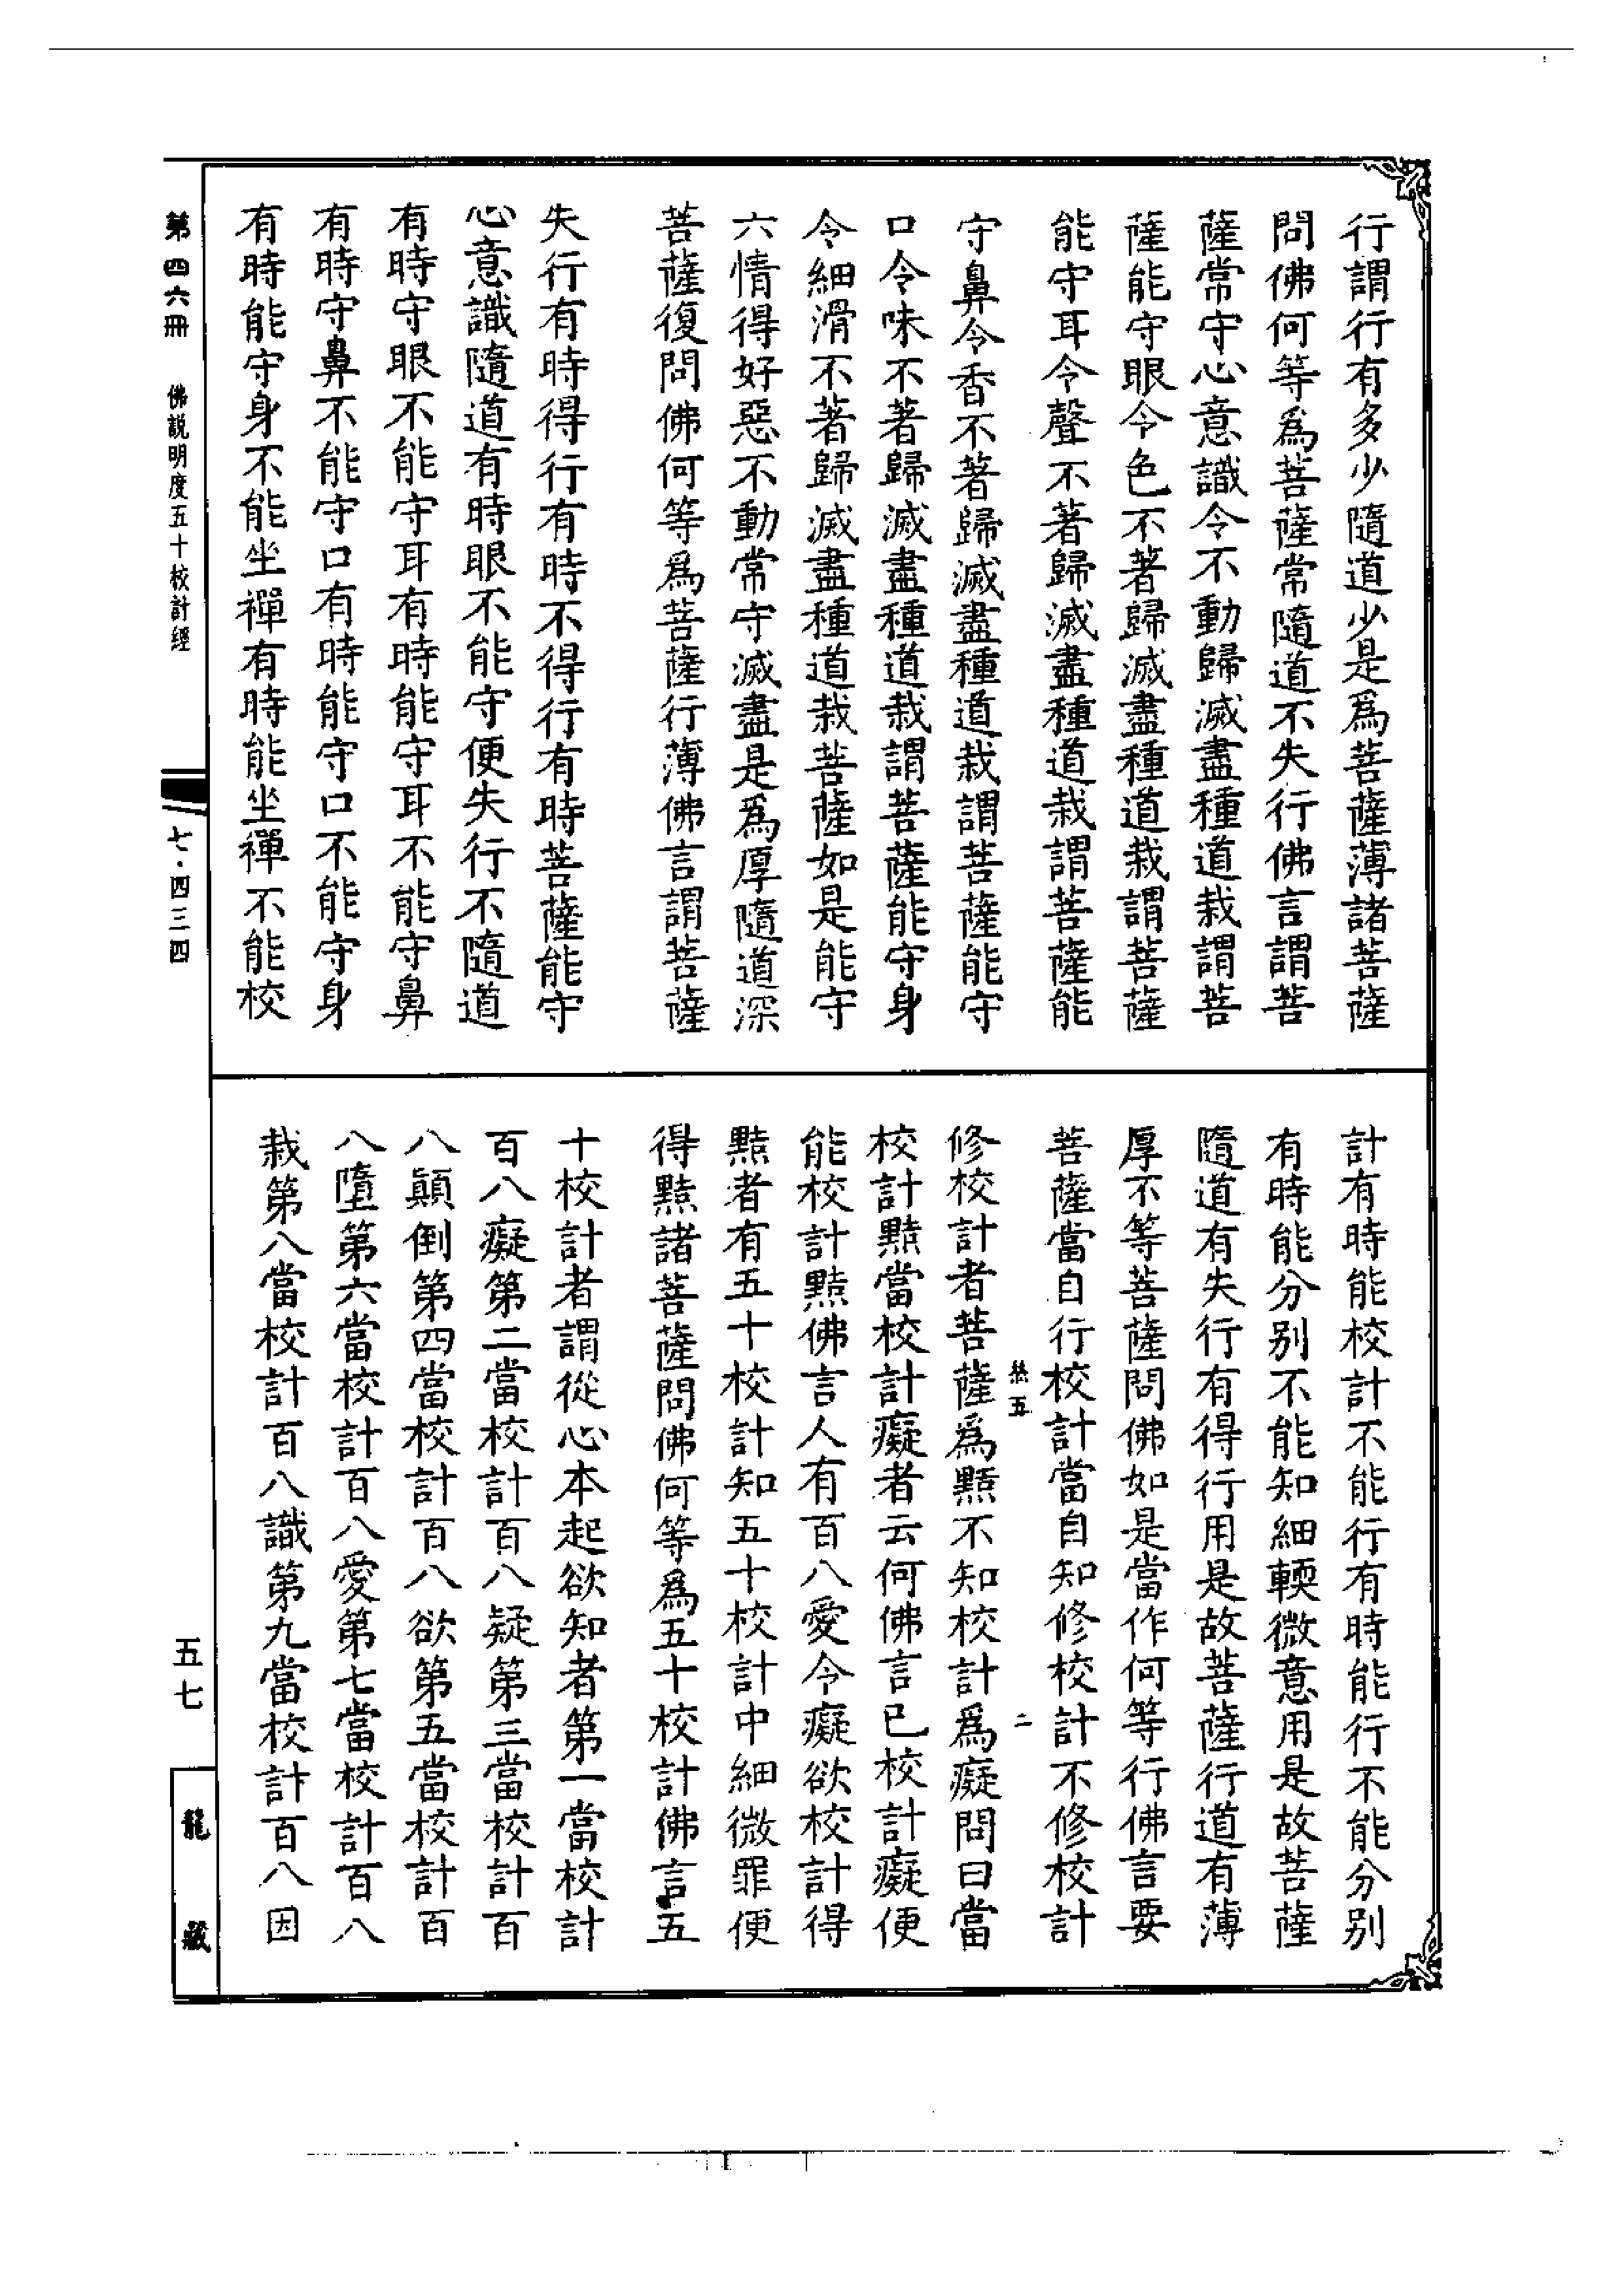 行謂行有多少隨道少是爲菩薩薄諸菩薩
問佛何等爲菩薩常隨道不失行佛言謂菩
薩常守心意識令不動歸滅盡種道栽謂菩
薩能守眼令色不著歸滅盡種道栽謂菩薩
能守耳令聲不著歸滅盡種道栽謂菩薩能
守鼻令香不著歸滅盡種道栽謂菩薩能守
口令味不著歸滅盡種道栽謂菩薩能守身
令細滑不著歸滅盡種道栽菩薩如是能守
六情得好惡不動常守滅盡是爲厚隨道深
菩薩復問佛何等爲菩薩行薄佛言謂菩薩
失行有時得行有時不得行有時菩薩能守
心意識隨道有時眼不能守便失行不隨道
有時守眼不能守耳有時能守耳不能守鼻
有時守鼻不能守口有時能守口不能守身
有時能守身不能坐禪有時能坐禪不能校
計有時能校計不能行有時能行不能分別
有時能分別不能知細輭微意用是故菩薩
隨道有失行有得行用是故菩薩行道有薄
厚不等菩薩問佛如是當作何等行佛言要
菩薩當自行校計當自知修校計不修校計
修校計者菩薩爲黠不知校計爲癡問曰當
校計黠當校計癡者云何佛言已校計癡便
能校計黠佛言人有百八愛令癡欲校計得
黠者有五十校計知五十校計中細微罪便
得黠諸菩薩問佛何等爲五十校計佛言五
十校計者謂從心本起欲知者第一當校計
百八癡第二當校計百八疑第三當校計百
八顛倒第四當校計百八欲第五當校計百
八墮第六當校計百八愛第七當校計百八
栽第八當校計百八識第九當校計百八因
五
二
第四六冊
佛說明度五十校計經
七·四三四
五七
龍藏